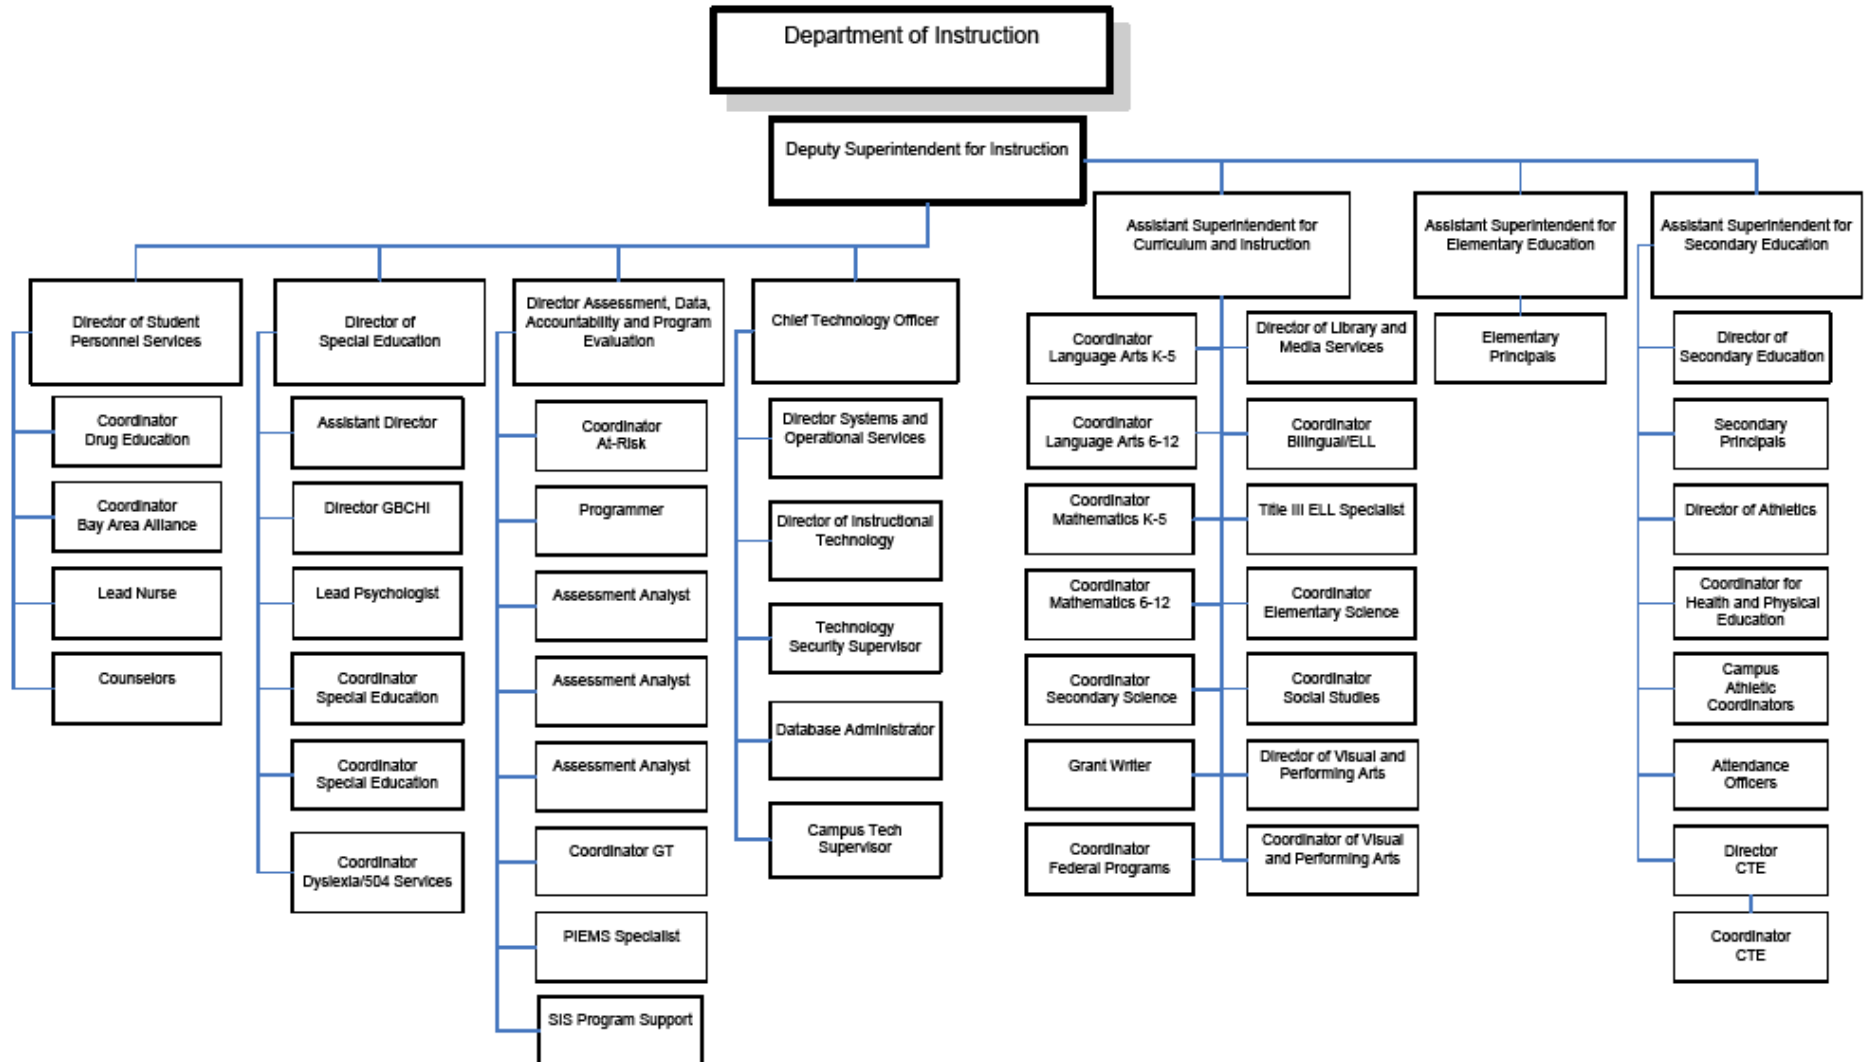 Department of Instruction
Deputy Superintendent for Instruction
Assistant Superintendent for
Curriculum and Instruction
Assistant Superintendent for
Elementary Education
Assistant Superintendent for
Secondary Education
Director of Student
Personnel Services
Director of
Special Education
Director Assessment, Data,
Accountability and Program
Evaluation
Chief Technology Officer
Coordinator
Drug Education
Coordinator
Bay Area Alliance
Lead Nurse
Counselors
Assistant Director
Director GBCHI
Lead Psychologist
Coordinator
Special Education
Coordinator
Special Education
Coordinator
Dyslexia/504 Services
Coordinator
At-Risk
Programmer
Assessment Analyst
Assessment Analyst
Assessment Analyst
Coordinator GT
PIEMS Specialist
SIS Program Support
Director Systems and
Operational Services
Director of Instructional
Technology
Technology
Security Supervisor
Database Administrator
Campus Tech
Supervisor
Coordinator
Language Arts K-5
Coordinator
Language Arts 6-12
Coordinator
Mathematics K-5
Coordinator
Mathematics 6-12
Coordinator
Secondary Science
Grant Writer
Coordinator
Federal Programs
Director of Library and
Media Services
Coordinator
Bilingual/ELL
Title III ELL Specialist
Coordinator
Elementary Science
Coordinator
Social Studies
Director of Visual and
Performing Arts
Coordinator of Visual
and Performing Arts
Elementary
Principals
Director of
Secondary Education
Secondary
Principals
Director of Athletics
Coordinator for
Health and Physical
Education
Campus
Athletic
Coordinators
Attendance
Officers
Director
CTE
Coordinator
CTE